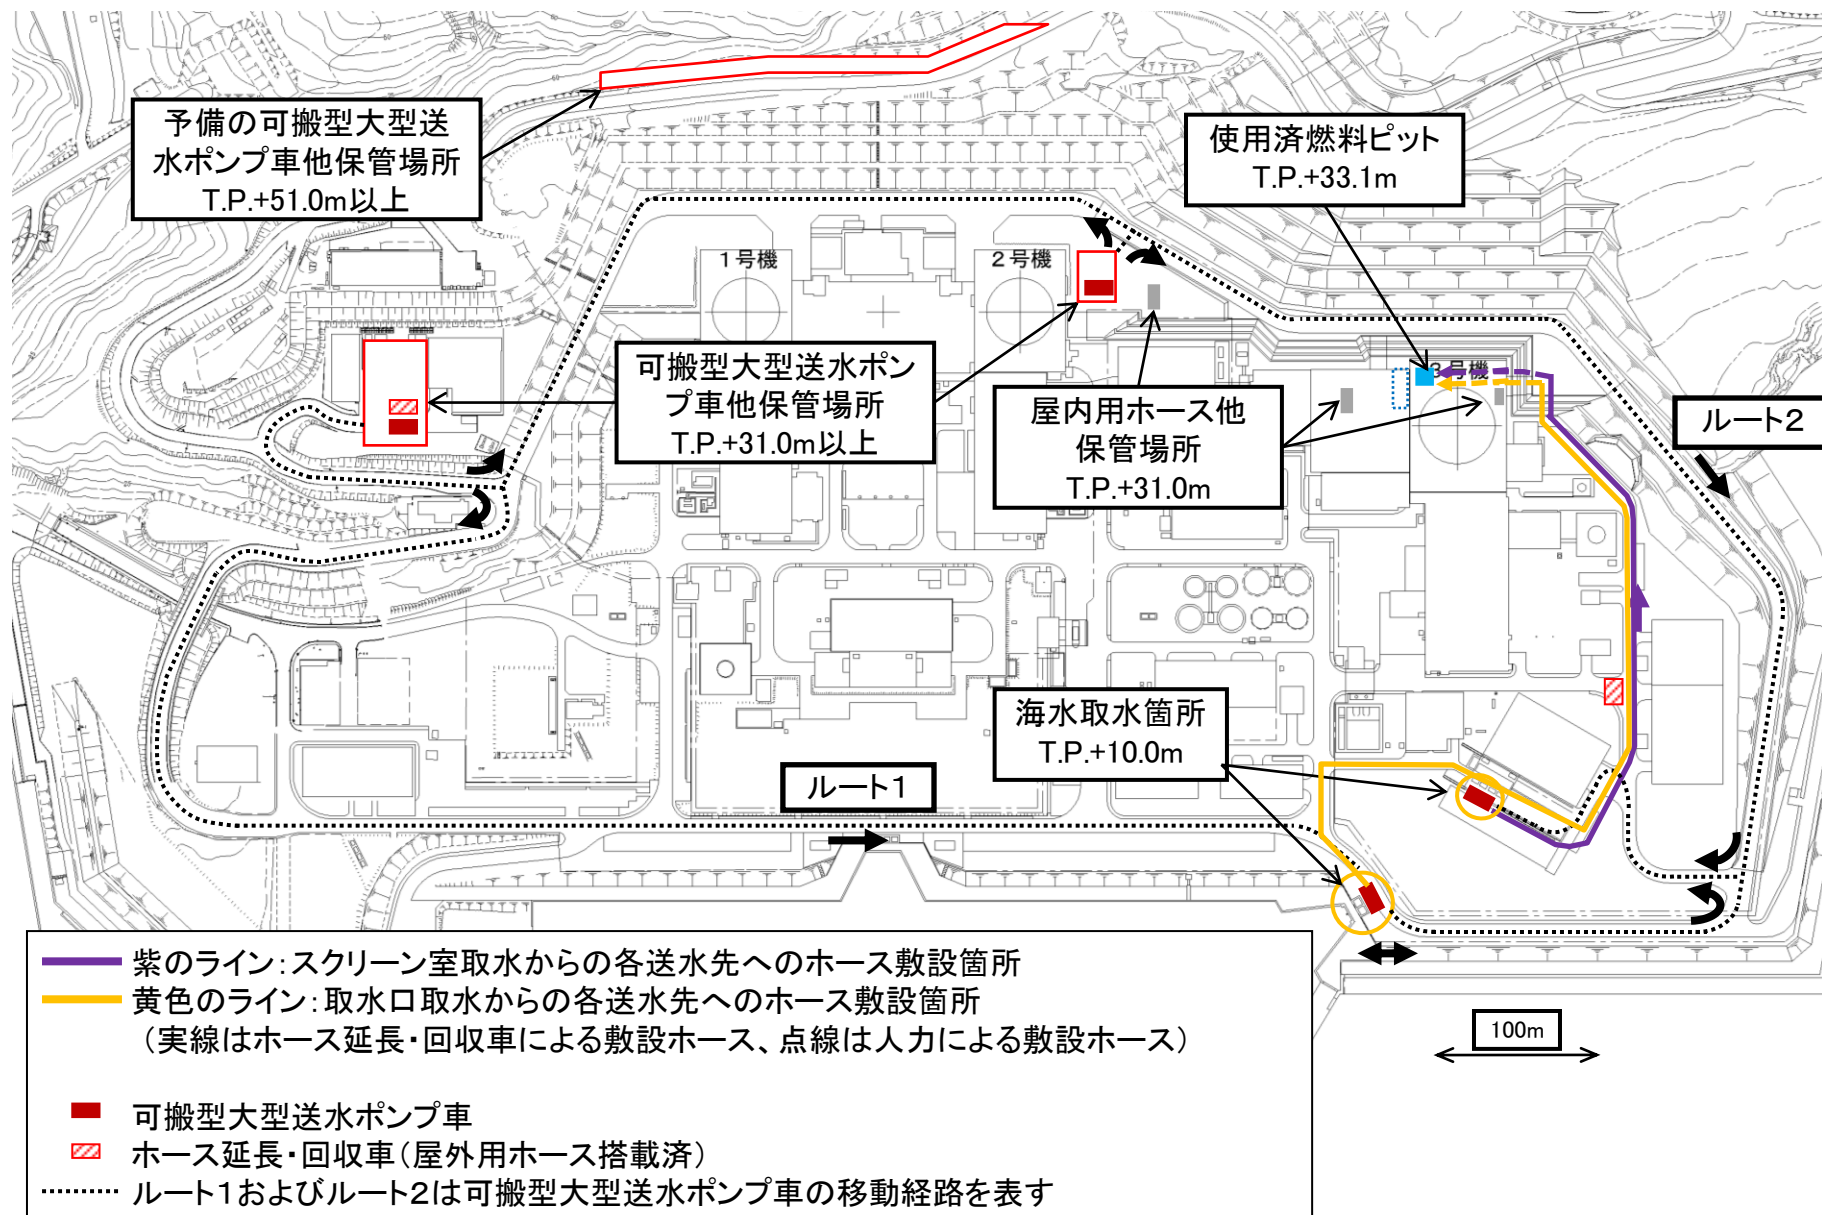 予備の可搬型大型送
水ポンプ車他保管場所
T.P.+51.0m以上
使用済燃料ピット
T.P.+33.1m
1号機
2号機
可搬型大型送水ポン
プ車他保管場所
T.P.+31.0m以上
屋内用ホース他
保管場所
T.P.+31.0m
3号機
ルート2
海水取水箇所
T.P.+10.0m
ルート1
紫のライン:スクリーン室取水からの各送水先へのホース敷設箇所
黄色のライン:取水口取水からの各送水先へのホース敷設箇所
(実線はホース延長・回収車による敷設ホース、点線は人力による敷設ホース)
100m
可搬型大型送水ポンプ車
ホース延長・回収車(屋外用ホース搭載済)
ルート1およびルート2は可搬型大型送水ポンプ車の移動経路を表す